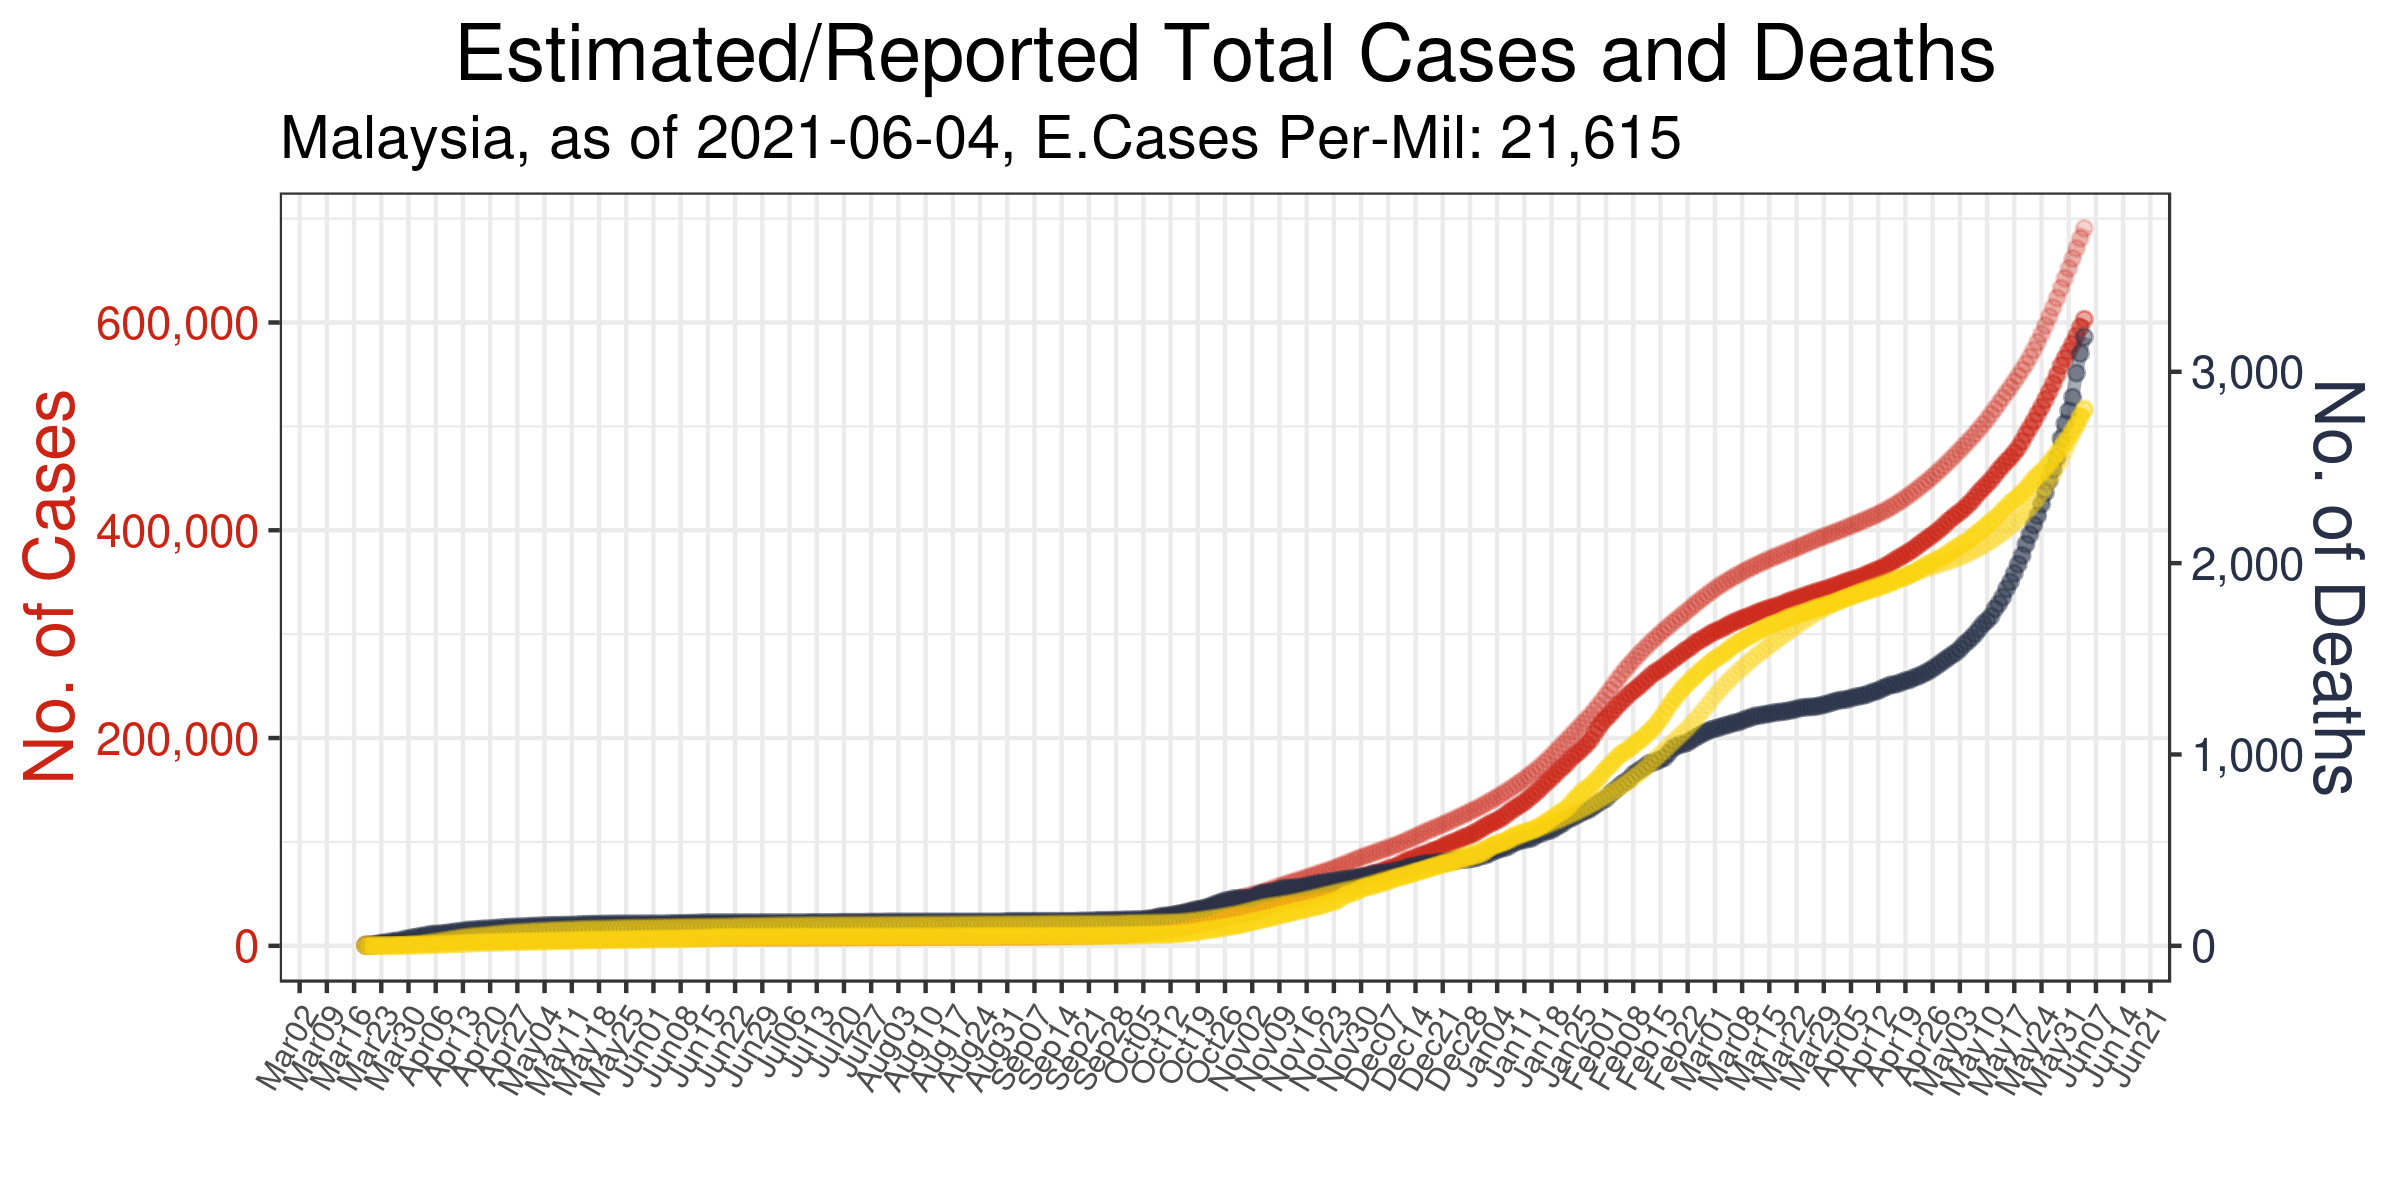 Estimated/Reported Total Cases and Deaths
Malaysia, as of 2021-06-04, E.Cases Per-Mil: 21,615
No. of Cases
600,000
400,000
200,000
0
3,000
2,000
1,000
0
No. of Deaths
Mar02
Mar09
Mar16
Mar23
Mar30
Apr06
Apr13
Apr20
Apr27
May04
May11
May18
May25
Jun01
Jun08
Jun15
Jun22
Jun29
Jul06
Jul13
Jul20
Jul27
Aug03
Aug10
Aug17
Aug24
Aug31
Sep07
Sep14
Sep21
Sep28
Oct05
Oct12
Oct19
Oct26
Nov02
Nov09
Nov16
Nov23
Nov30
Dec07
Dec14
Dec21
Dec28
Jan04
Jan11
Jan18
Jan25
Feb01
Feb08
Feb15
Feb22
Mar01
Mar08
Mar15
Mar22
Mar29
Apr05
Apr12
Apr19
Apr26
May03
May10
May17
May24
May31
Jun07
Jun14
Jun21